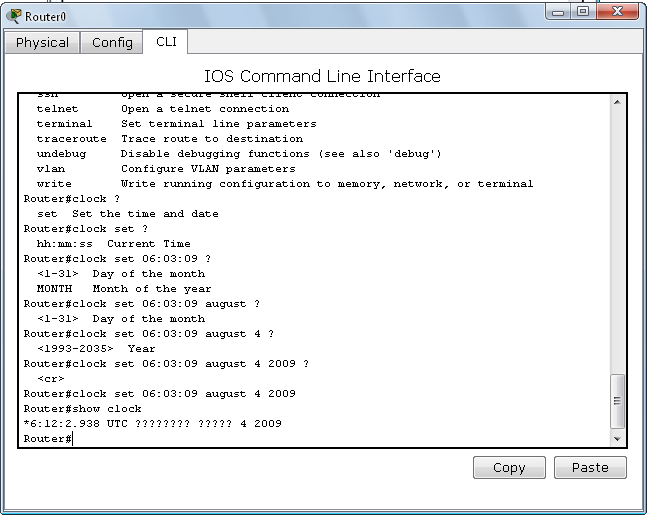 Router0
Physical Config CLI
IOS Command Line Interface
ssh Open a secure shell client connection
telnet Open a telnet connection
terminal Set terminal line parameters
traceroute Trace route to destination
undebug Disable debugging functions (see also 'debug')
vlan Configure VLAN parameters
write Write running configuration to memory, network, or terminal
Router#clock ?
set Set the time and date
Router#clock set ?
hh:mm:ss Current Time
Router#clock set 06:03:09 ?
<1-31> Day of the month
MONTH Month of the year
Router#clock set 06:03:09 august ?
<1-31> Day of the month
Router#clock set 06:03:09 august 4 ?
<1993-2035> Year
Router#clock set 06:03:09 august 4 2009 ?
<cr>
Router#clock set 06:03:09 august 4 2009
Router#show clock
*6:12:2.938 UTC ???????? ????? 4 2009
Router#
Copy Paste